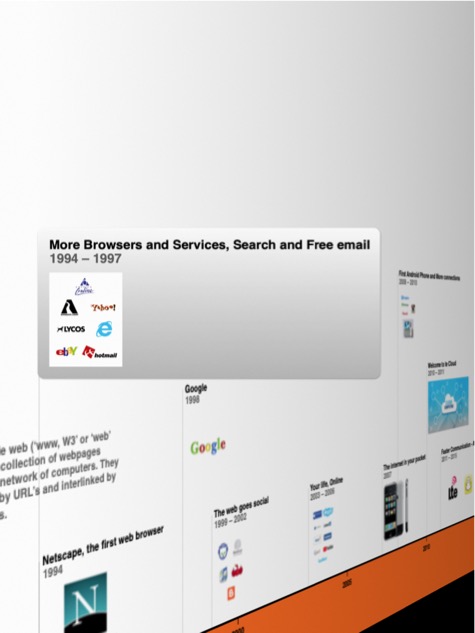 More Browsers and Services, Search and Free email
1994 – 1997
YAHOO!
LYCOS
ebY
hotmail
First Android Phone and More connections
2009 – 2010
Welcome to te Cloud
2010 – 2011
Google
1998
Google
e web ('www, W3' or 'web'
collection of webpages
network of computers. They
by URL's and interlinked by
s.
Netscape, the first web browser
1994
N
The web goes social
1999 – 2002
Your life, Online
2003 – 2006
The internet in your pocket
2007
Faster Communication
2011 – 2015
lte
2000
2005
2010